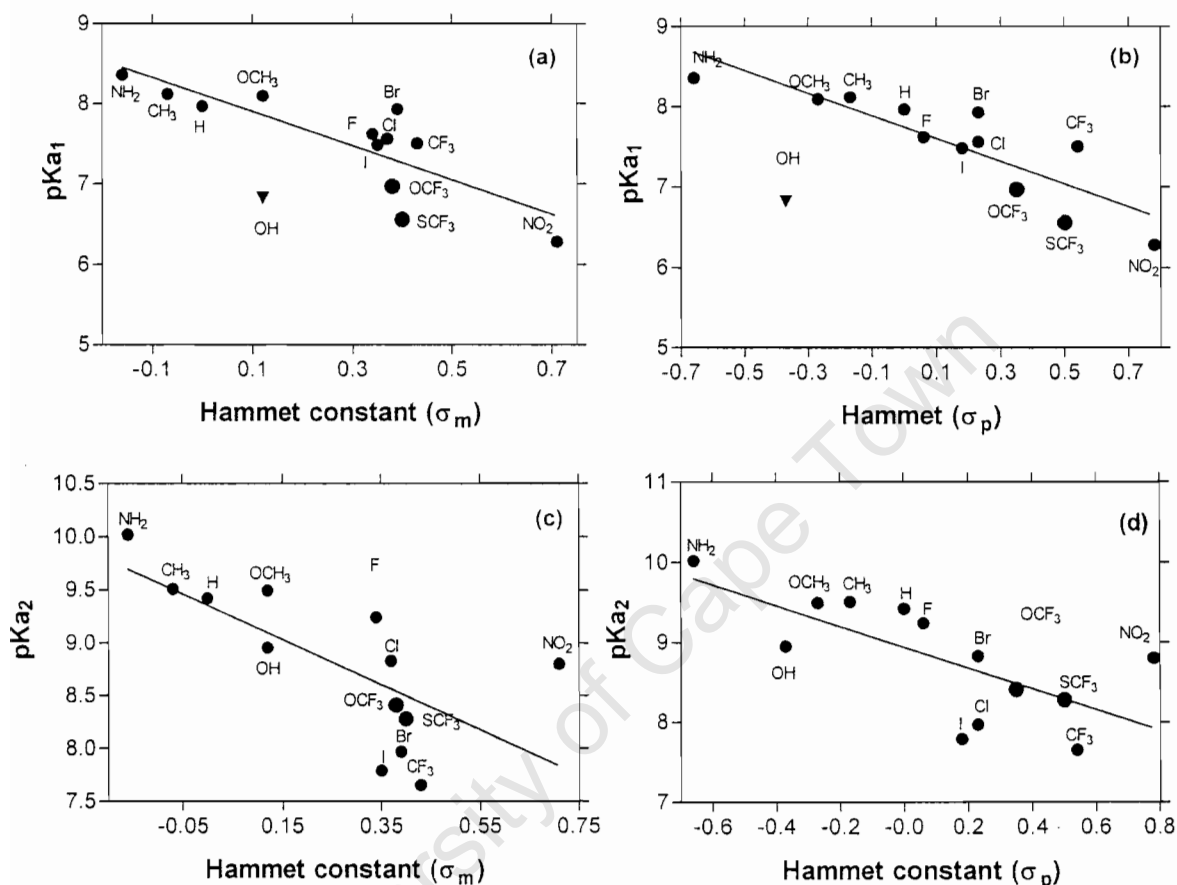 (a)
pKa₁
9
8
7
6
5
NH₂
CH₃
H
OCH₃
OH
F
I
Cl
Br
CF₃
OCF₃
SCF₃
NO₂
-0.1 0.1 0.3 0.5 0.7
Hammet constant (σₘ)
(b)
9
8
7
6
5
NH₂
OCH₃
CH₃
OH
H
F
I
Br
Cl
OCF₃
CF₃
SCF₃
NO₂
-0.7 -0.5 -0.3 -0.1 0.1 0.3 0.5 0.7
Hammet (σₚ)
pKa₁
(c)
pKa₂
10.5
10.0
9.5
9.0
8.5
8.0
7.5
NH₂
CH₃
H
OCH₃
OH
F
Cl
OCF₃
SCF₃
Br
I
CF₃
NO₂
-0.05 0.15 0.35 0.55 0.75
Hammet constant (σₘ)
(d)
pKa₂
11
10
9
8
7
NH₂
OCH₃
CH₃
OH
H
F
Br
Cl
I
OCF₃
SCF₃
CF₃
NO₂
-0.6 -0.4 -0.2 -0.0 0.2 0.4 0.6 0.8
Hammet constant (σₚ)
rsity of Cape Town